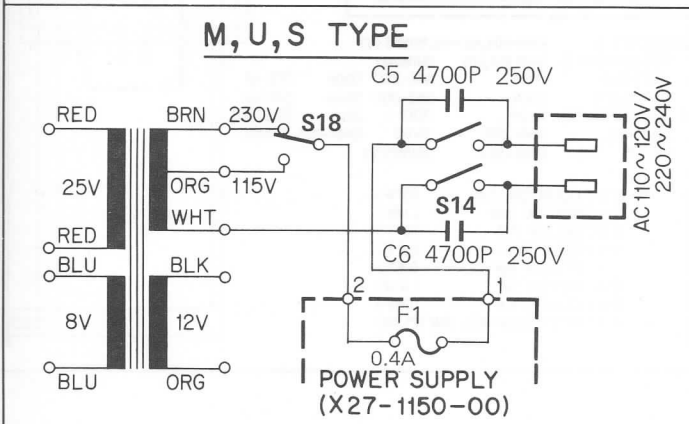 M, U, S TYPE
C5 4700P 250V
RED
BRN
230V
S18
25V
ORG
115V
WHT
S14
C6 4700P 250V
AC110~120V/
220~240V
RED
BLU
BLK
8V
12V
BLU
ORG
2
1
F1
0.4A
POWER SUPPLY
(X27-1150-00)